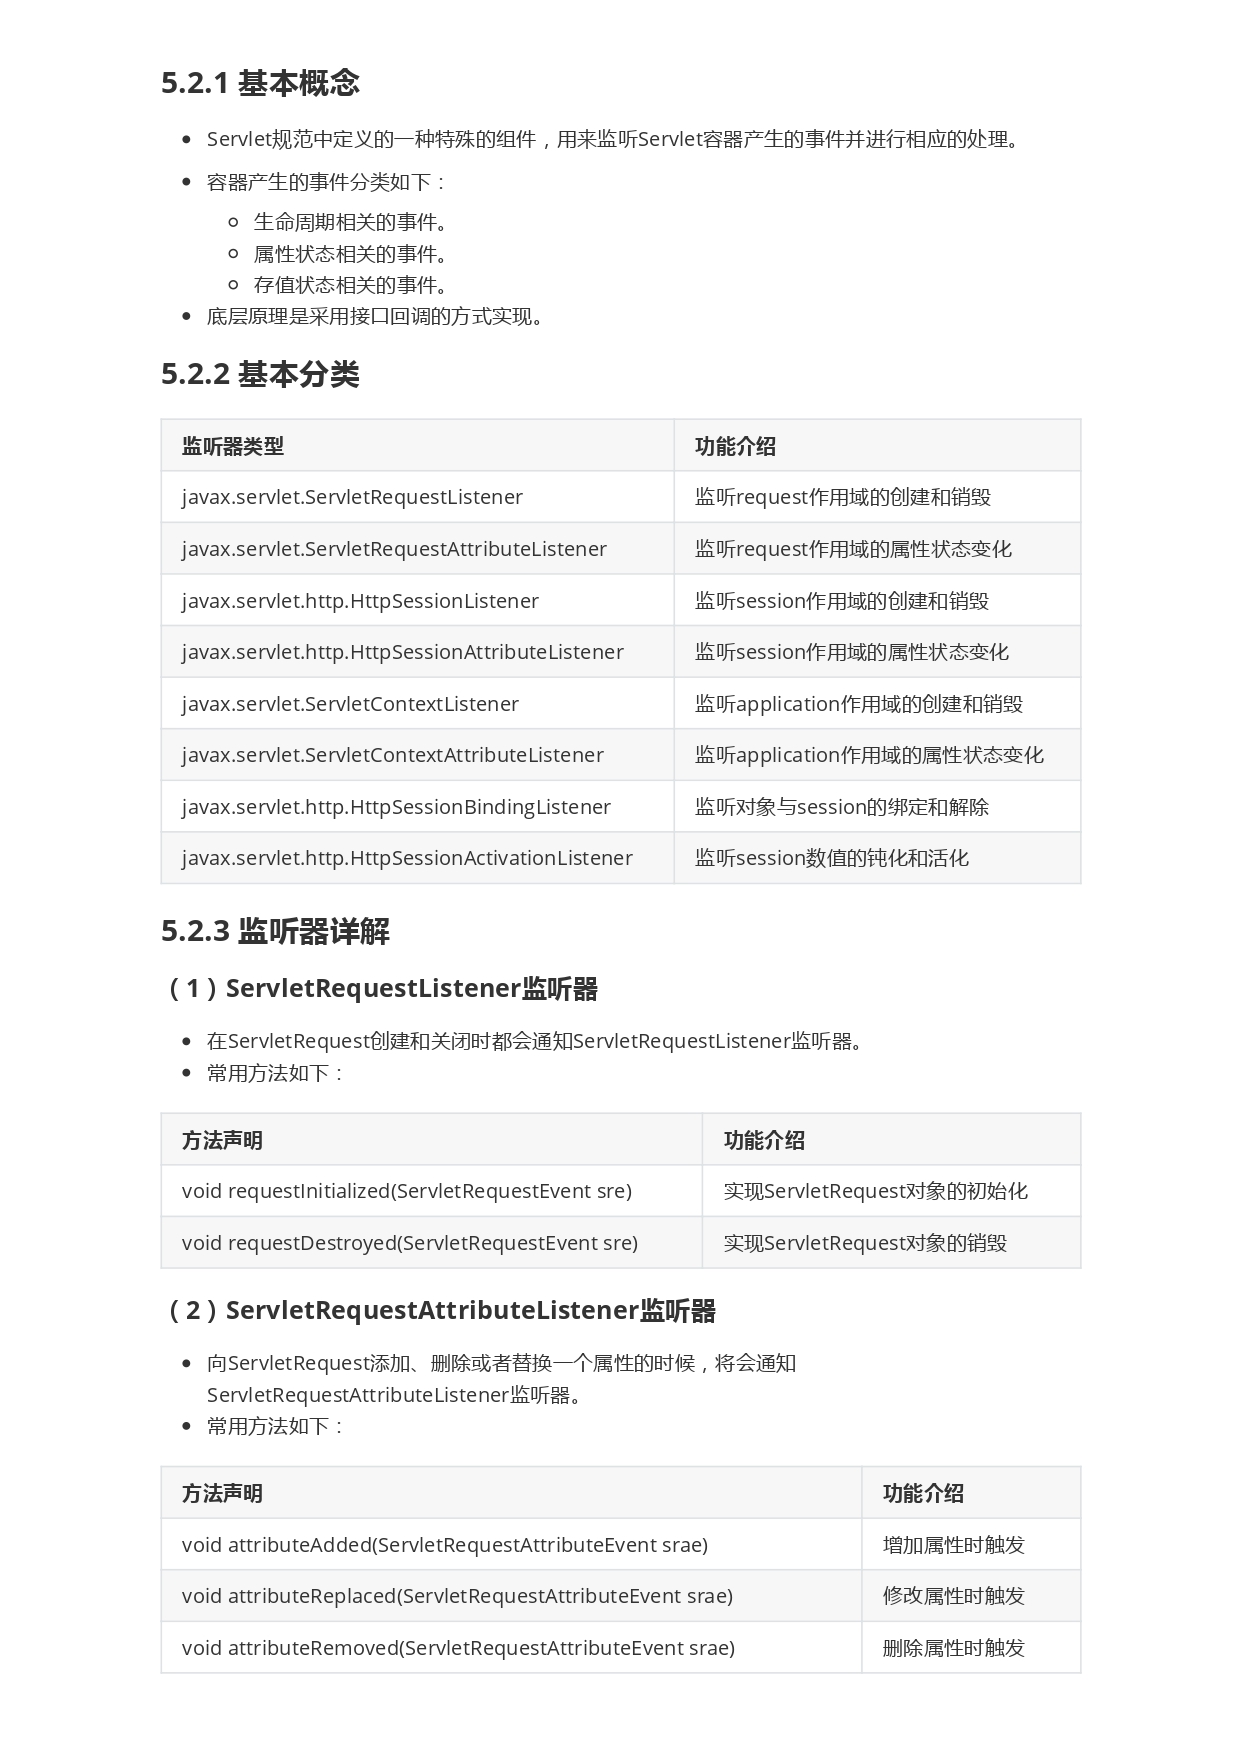 5.2.1 基本概念
Servlet规范中定义的一种特殊的组件，用来监听Servlet容器产生的事件并进行相应的处理。
容器产生的事件分类如下：
生命周期相关的事件。
属性状态相关的事件。
存值状态相关的事件。
底层原理是采用接口回调的方式实现。
5.2.2 基本分类
监听器类型 功能介绍
javax.servlet.ServletRequestListener 监听request作用域的创建和销毁
javax.servlet.ServletRequestAttributeListener 监听request作用域的属性状态变化
javax.servlet.http.HttpSessionListener 监听session作用域的创建和销毁
javax.servlet.http.HttpSessionAttributeListener 监听session作用域的属性状态变化
javax.servlet.ServletContextListener 监听application作用域的创建和销毁
javax.servlet.ServletContextAttributeListener 监听application作用域的属性状态变化
javax.servlet.http.HttpSessionBindingListener 监听对象与session的绑定和解除
javax.servlet.http.HttpSessionActivationListener 监听session数值的钝化和活化
5.2.3 监听器详解
（1）ServletRequestListener监听器
在ServletRequest创建和关闭时都会通知ServletRequestListener监听器。
常用方法如下：
方法声明 功能介绍
void requestInitialized(ServletRequestEvent sre) 实现ServletRequest对象的初始化
void requestDestroyed(ServletRequestEvent sre) 实现ServletRequest对象的销毁
（2）ServletRequestAttributeListener监听器
向ServletRequest添加、删除或者替换一个属性的时候，将会通知
ServletRequestAttributeListener监听器。
常用方法如下：
方法声明 功能介绍
void attributeAdded(ServletRequestAttributeEvent srae) 增加属性时触发
void attributeReplaced(ServletRequestAttributeEvent srae) 修改属性时触发
void attributeRemoved(ServletRequestAttributeEvent srae) 删除属性时触发